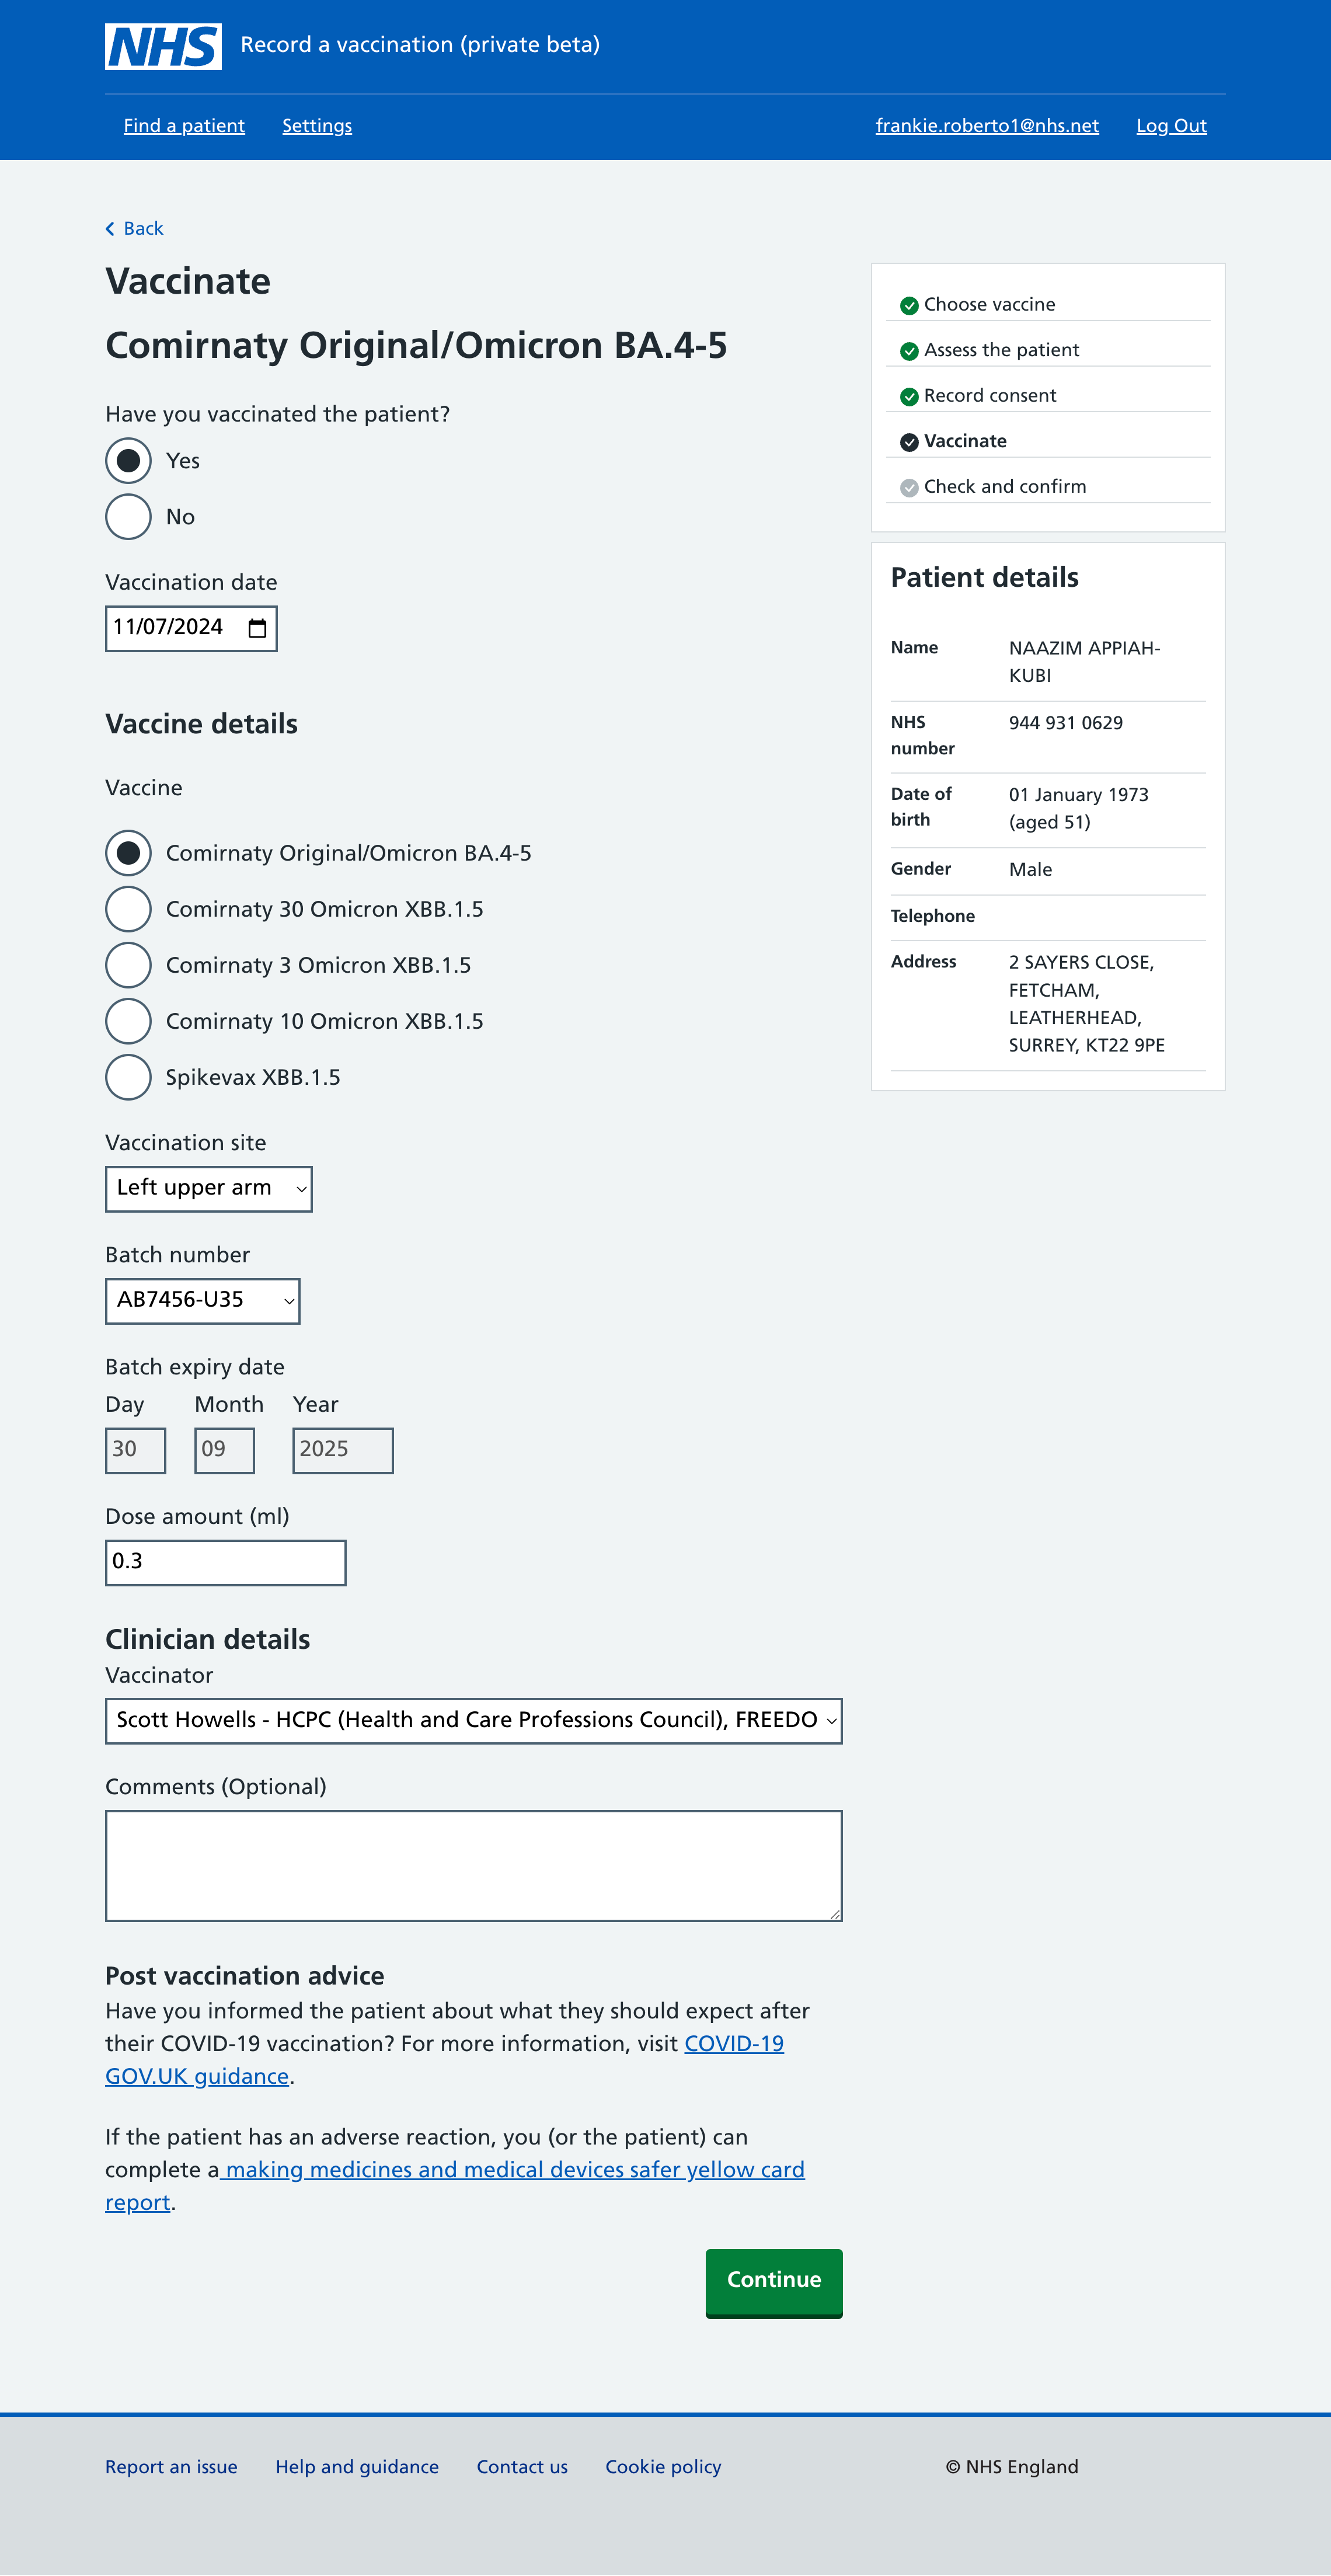 NHS Record a vaccination (private beta)
Find a patient Settings frankie.roberto1@nhs.net Log Out
Back
Vaccinate
Comirnaty Original/Omicron BA.4-5
Have you vaccinated the patient?
Yes
No
Vaccination date
11/07/2024
Vaccine details
Vaccine
Comirnaty Original/Omicron BA.4-5
Comirnaty 30 Omicron XBB.1.5
Comirnaty 3 Omicron XBB.1.5
Comirnaty 10 Omicron XBB.1.5
Spikevax XBB.1.5
Vaccination site
Left upper arm
Batch number
AB7456-U35
Batch expiry date
Day Month Year
30 09 2025
Dose amount (ml)
0.3
Clinician details
Vaccinator
Scott Howells - HCPC (Health and Care Professions Council), FREEDO
Comments (Optional)
Post vaccination advice
Have you informed the patient about what they should expect after
their COVID-19 vaccination? For more information, visit COVID-19
GOV.UK guidance.
If the patient has an adverse reaction, you (or the patient) can
complete a making medicines and medical devices safer yellow card
report.
Continue
Choose vaccine
Assess the patient
Record consent
Vaccinate
Check and confirm
Patient details
Name NAAZIM APPIAH-
KUBI
NHS 944 931 0629
number
Date of 01 January 1973
birth (aged 51)
Gender Male
Telephone
Address 2 SAYERS CLOSE,
FETCHAM,
LEATHERHEAD,
SURREY, KT22 9PE
Report an issue Help and guidance Contact us Cookie policy © NHS England